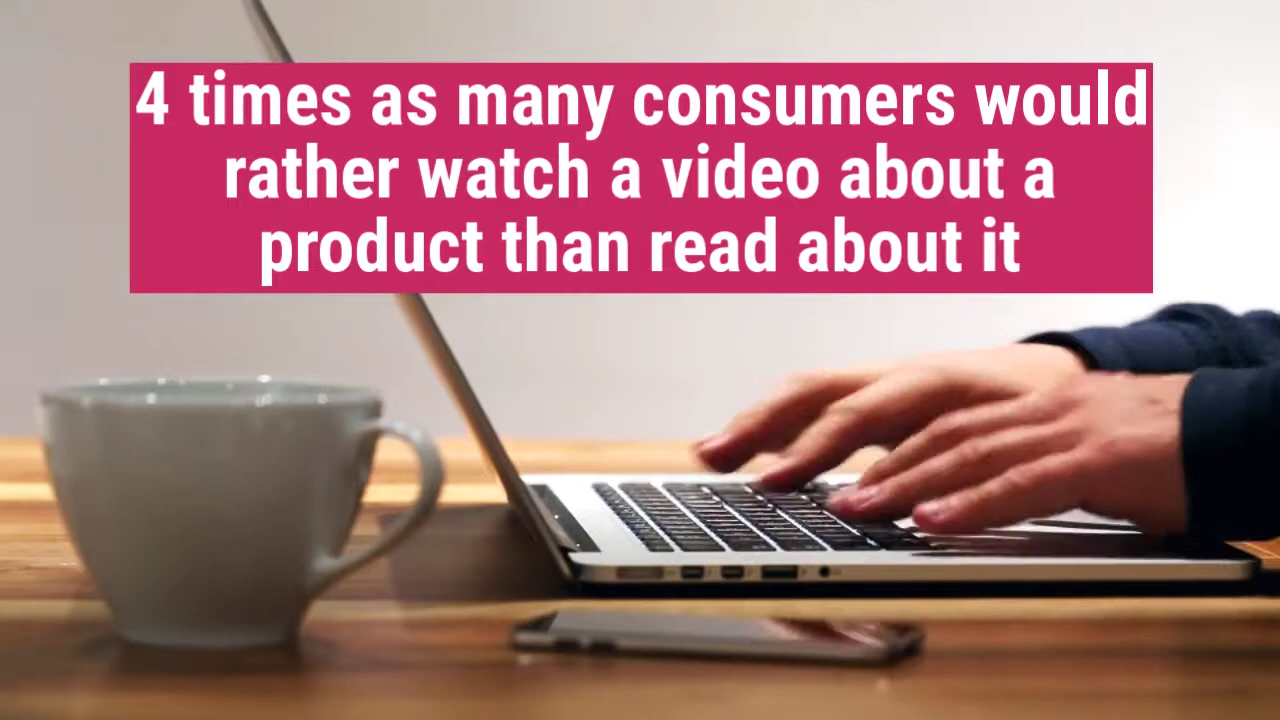 4 times as many consumers would
rather watch a video about a
product than read about it